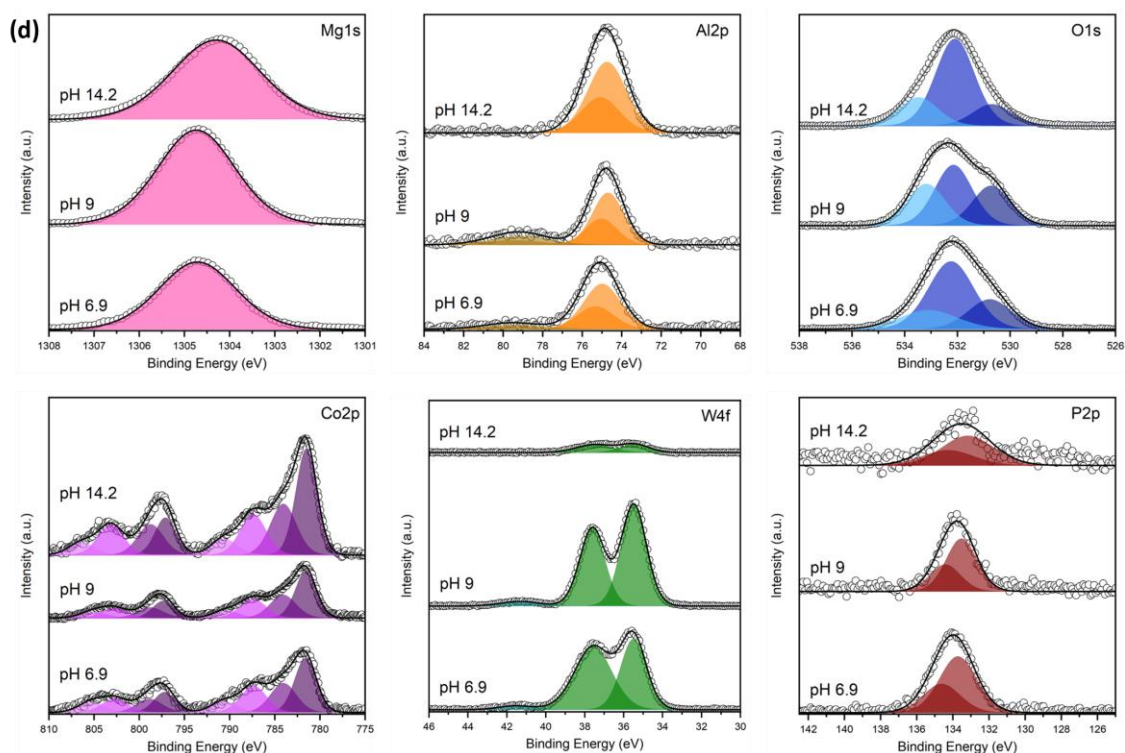 (d)
Mg1s
pH 14.2
pH 9
pH 6.9
Intensity (a.u.)
1308 1307 1306 1305 1304 1303 1302 1301
Binding Energy (eV)
Al2p
pH 14.2
pH 9
pH 6.9
Intensity (a.u.)
84 82 80 78 76 74 72 70 68
Binding Energy (eV)
O1s
pH 14.2
pH 9
pH 6.9
Intensity (a.u.)
538 536 534 532 530 528 526
Binding Energy (eV)
Co2p
pH 14.2
pH 9
pH 6.9
Intensity (a.u.)
810 805 800 795 790 785 780 775
Binding Energy (eV)
W4f
pH 14.2
pH 9
pH 6.9
Intensity (a.u.)
46 44 42 40 38 36 34 32 30
Binding Energy (eV)
P2p
pH 14.2
pH 9
pH 6.9
Intensity (a.u.)
142 140 138 136 134 132 130 128 126
Binding Energy (eV)